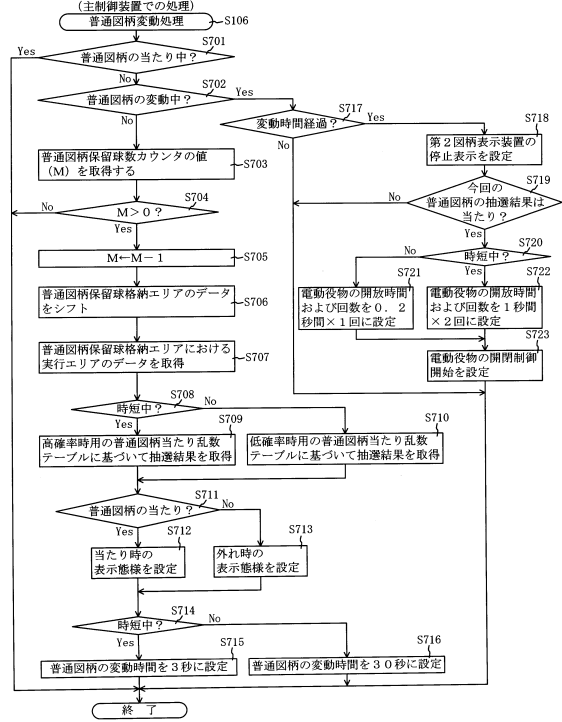 (主制御装置での処理)
普通図柄変動処理
S106
S701
普通図柄の当たり中？
Yes
No
S702
普通図柄の変動中？
Yes
No
S703
普通図柄保留球数カウンタの値
(M)を取得する
S704
M＞0？
No
Yes
S705
M←M－1
S706
普通図柄保留球格納エリアのデータ
をシフト
S707
普通図柄保留球格納エリアにおける
実行エリアのデータを取得
S708
時短中？
No
Yes
S709
高確率時用の普通図柄当たり乱数
テーブルに基づいて抽選結果を取得
S710
低確率時用の普通図柄当たり乱数
テーブルに基づいて抽選結果を取得
S711
普通図柄の当たり？
No
Yes
S712
当たり時の
表示態様を設定
S713
外れ時の
表示態様を設定
S714
時短中？
No
Yes
S715
普通図柄の変動時間を3秒に設定
S716
普通図柄の変動時間を30秒に設定
S717
変動時間経過？
Yes
No
S718
第2図柄表示装置の
停止表示を設定
S719
今回の
普通図柄の抽選結果は
当たり？
No
Yes
S720
時短中？
No
Yes
S721
電動役物の開放時間
および回数を0．2
秒間×1回に設定
S722
電動役物の開放時間
および回数を1秒間
×2回に設定
S723
電動役物の開閉制御
開始を設定
終 了